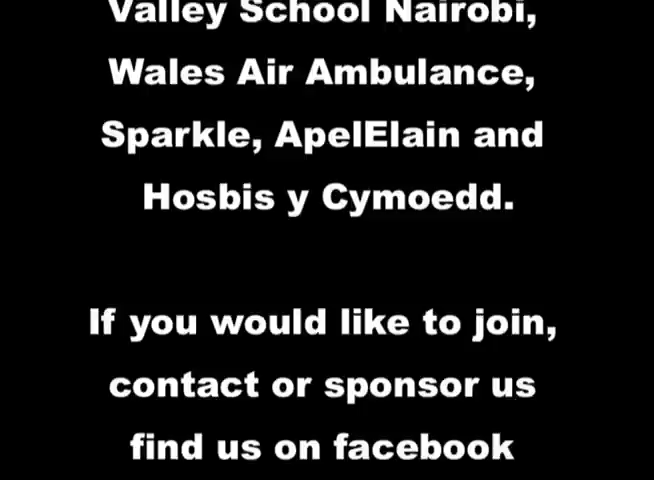 Valley School Nairobi,
Wales Air Ambulance,
Sparkle, ApelElain and
Hosbis y Cymoedd.
If you would like to join,
contact or sponsor us
find us on facebook